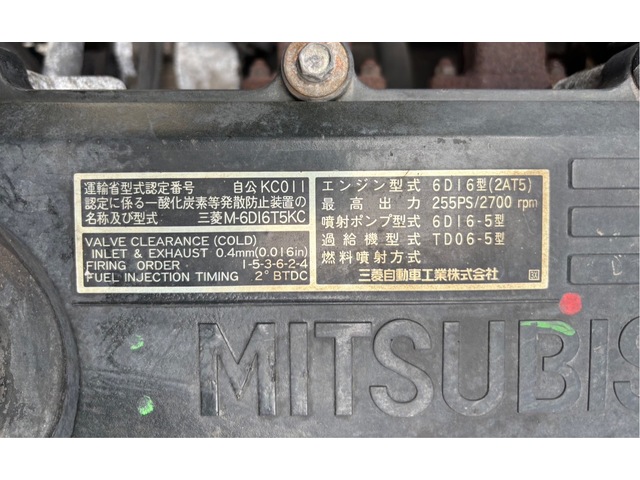 運輸省型式認定番号 自公KC011
認定に係る一酸化炭素等発散防止装置の
名称及び型式 三菱M-6D16T5KC
VALVE CLEARANCE (COLD)
INLET & EXHAUST 0.4mm(0.016in)
FIRING ORDER 1-5-3-6-2-4
FUEL INJECTION TIMING 2° BTDC
エンジン型式 6D16型(2AT5)
最高出力 255PS/2700 rpm
噴射ポンプ型式 6D16-5型
過給機型式 TD06-5型
燃料噴射方式
三菱自動車工業株式会社
MITSUBIS